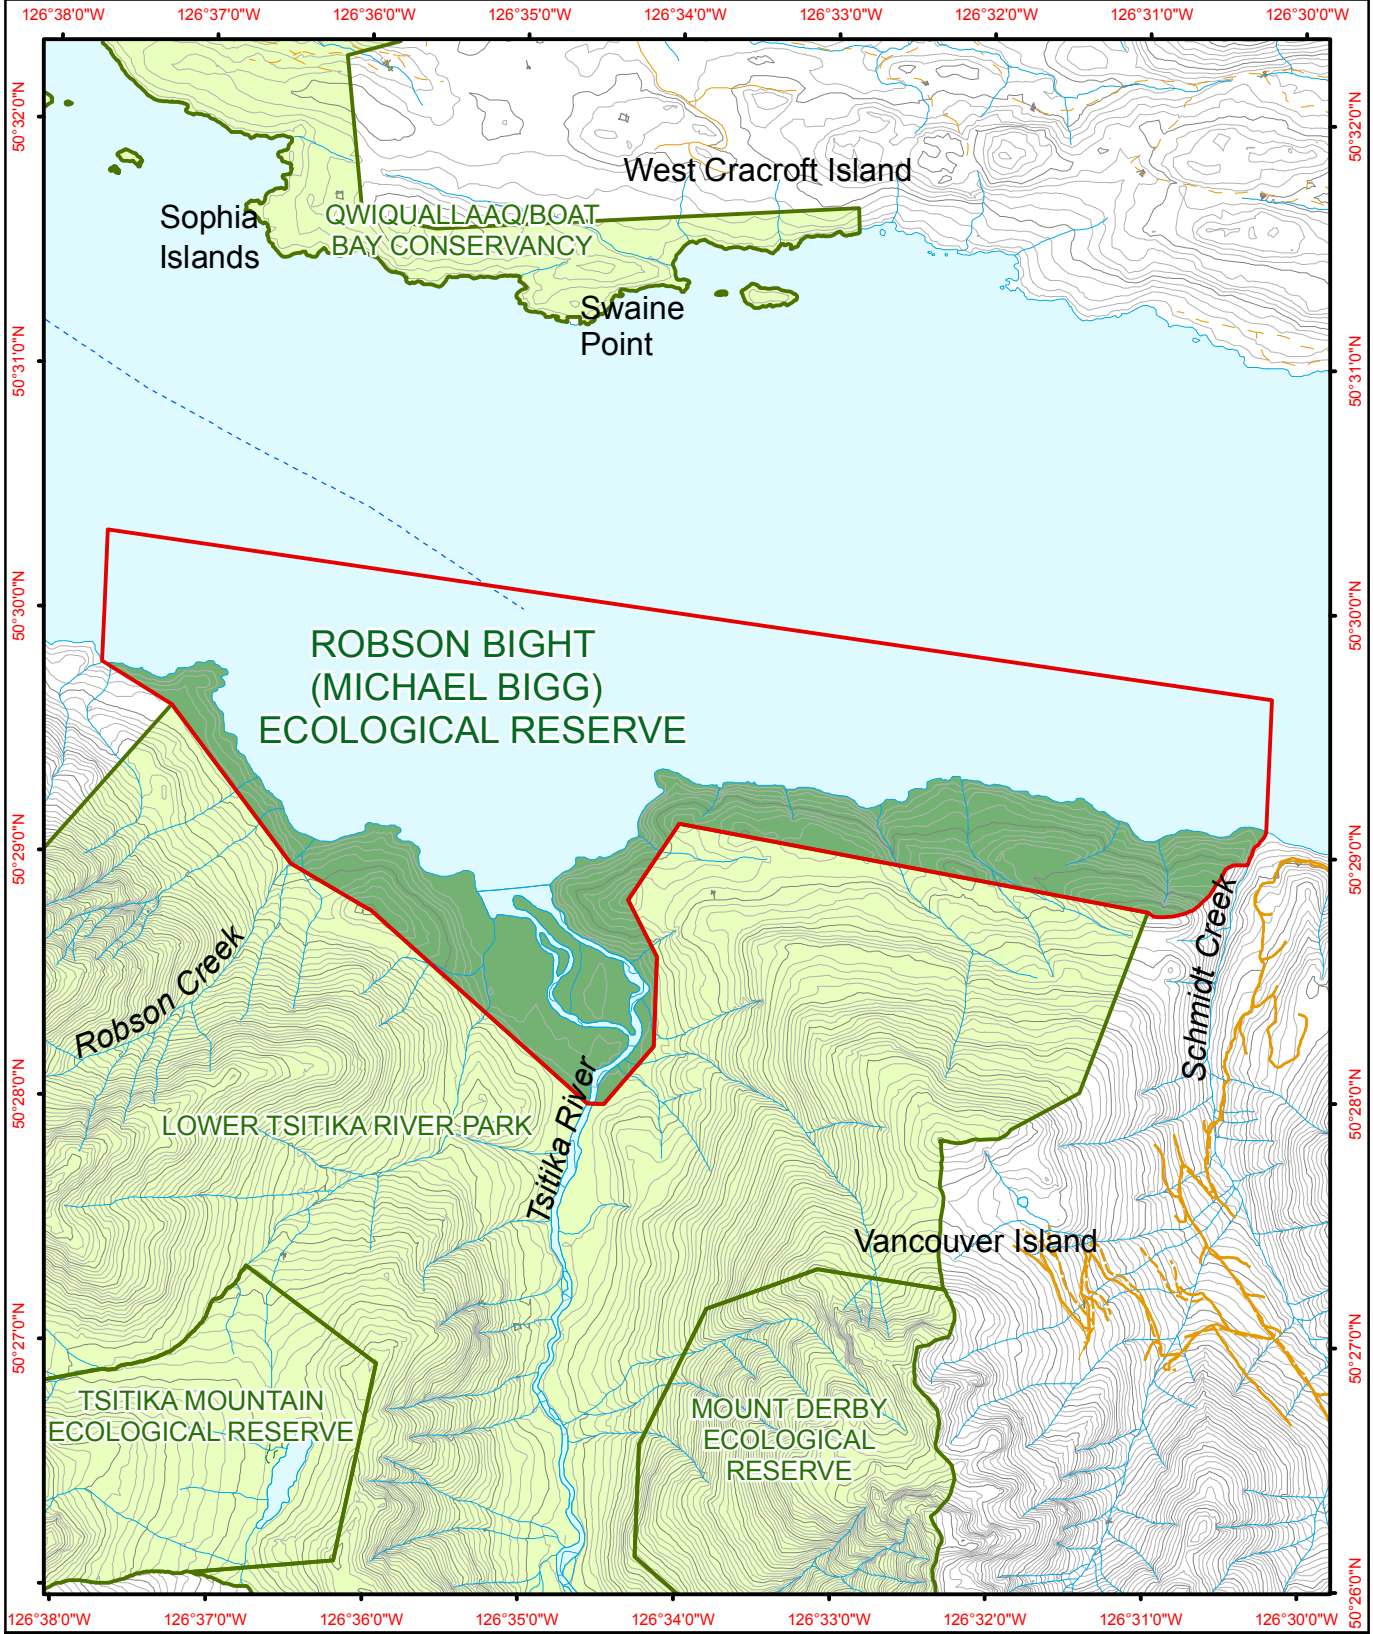 126°38'0"W 126°37'0"W 126°36'0"W 126°35'0"W 126°34'0"W 126°33'0"W 126°32'0"W 126°31'0"W 126°30'0"W
50°32'0"N
50°32'0"N
West Cracroft Island
Sophia
Islands
QWIQUALLAAQ/BOAT
BAY CONSERVANCY
Swaine
Point
50°31'0"N
50°31'0"N
50°30'0"N
50°30'0"N
ROBSON BIGHT
(MICHAEL BIGG)
ECOLOGICAL RESERVE
50°29'0"N
50°29'0"N
Robson Creek
Schmidt Creek
50°28'0"N
50°28'0"N
LOWER TSITIKA RIVER PARK
Tsitika River
Vancouver Island
50°27'0"N
50°27'0"N
TSITIKA MOUNTAIN
ECOLOGICAL RESERVE
MOUNT DERBY
ECOLOGICAL
RESERVE
50°26'0"N
126°38'0"W 126°37'0"W 126°36'0"W 126°35'0"W 126°34'0"W 126°33'0"W 126°32'0"W 126°31'0"W 126°30'0"W